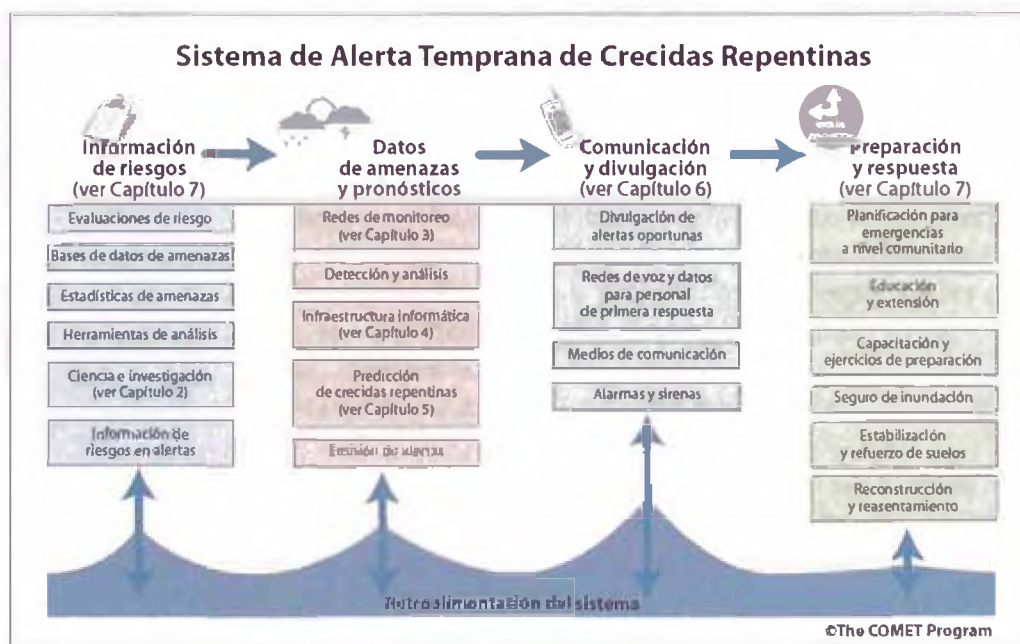 Sistema de Alerta Temprana de Crecidas Repentinas
Información
de riesgos
(ver Capítulo 7)
Evaluaciones de riesgo
Bases de datos de amenazas
Estadísticas de amenazas
Herramientas de análisis
Ciencia e investigación
(ver Capítulo 2)
Información de
riesgos en alertas
Datos
de amenazas
y pronósticos
Redes de monitoreo
(ver Capítulo 3)
Detección y análisis
Infraestructura informática
(ver Capítulo 4)
Predicción
de crecidas repentinas
(ver Capítulo 5)
Emisión de alertas
Comunicación
y divulgación
(ver Capítulo 6)
Divulgación de
alertas oportunas
Redes de voz y datos
para personal
de primera respuesta
Medios de comunicación
Alarmas y sirenas
Preparación
y respuesta
(ver Capítulo 7)
Planificación para
emergencias
a nivel comunitario
Educación
y extensión
Capacitación y
ejercicios de preparación
Seguro de inundación
Estabilización
y refuerzo de suelos
Reconstrucción
y reasentamiento
Retroalimentación del sistema
©The COMET Program